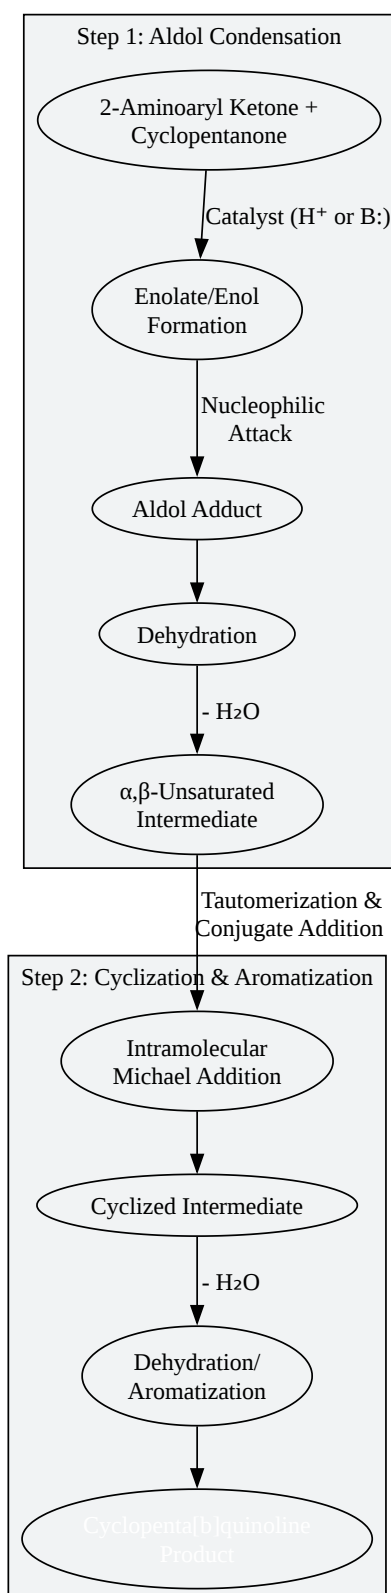 Step 1: Aldol Condensation
2-Aminoaryl Ketone +
Cyclopentanone
Catalyst (H⁺ or B:)
Enolate/Enol
Formation
Nucleophilic
Attack
Aldol Adduct
Dehydration
- H₂O
α,β-Unsaturated
Intermediate
Tautomerization &
Conjugate Addition
Step 2: Cyclization & Aromatization
Intramolecular
Michael Addition
Cyclized Intermediate
- H₂O
Dehydration/
Aromatization
Cyclopenta[b]quinoline
Product